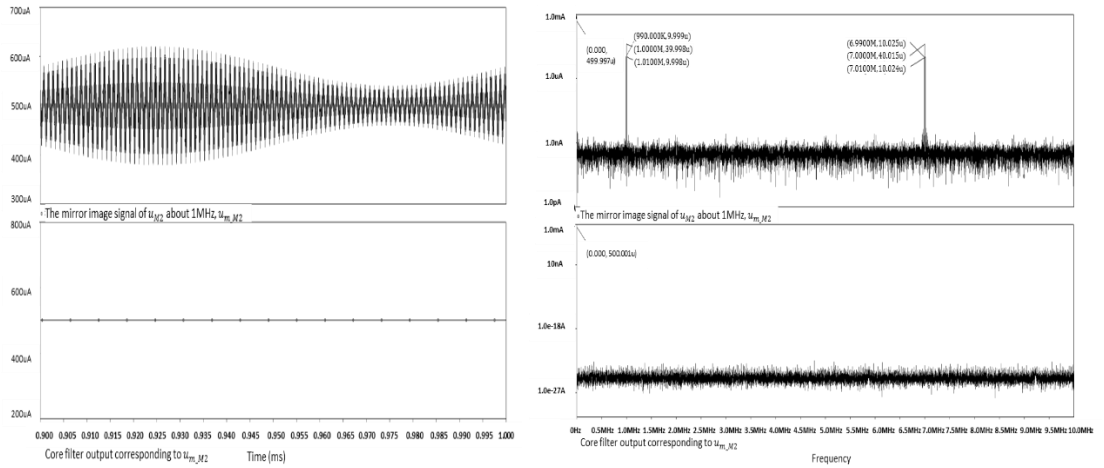 700uA
600uA
500uA
400uA
300uA
The mirror image signal of u_M2 about 1MHz, u_m_M2
800uA
600uA
400uA
200uA
0.900 0.905 0.910 0.915 0.920 0.925 0.930 0.935 0.940 0.945 0.950 0.955 0.960 0.965 0.970 0.975 0.980 0.985 0.990 0.995 1.000
Core filter output corresponding to u_m_M2 Time (ms)
1.0mA
(0.000,
499.997u)
(990.000K,9.999u)
(1.0000M,39.998u)
(1.0100M,9.998u)
(6.9900M,10.025u)
(7.0000M,40.015u)
(7.0100M,10.024u)
1.0uA
1.0nA
1.0pA
The mirror image signal of u_M2 about 1MHz, u_m_M2
1.0mA
(0.000, 500.001u)
10nA
1.0e-18A
1.0e-27A
0Hz 0.5MHz 1.0MHz 1.5MHz 2.0MHz 2.5MHz 3.0MHz 3.5MHz 4.0MHz 4.5MHz 5.0MHz 5.5MHz 6.0MHz 6.5MHz 7.0MHz 7.5MHz 8.0MHz 8.5MHz 9.0MHz 9.5MHz 10.0MHz
Core filter output corresponding to u_m_M2
Frequency